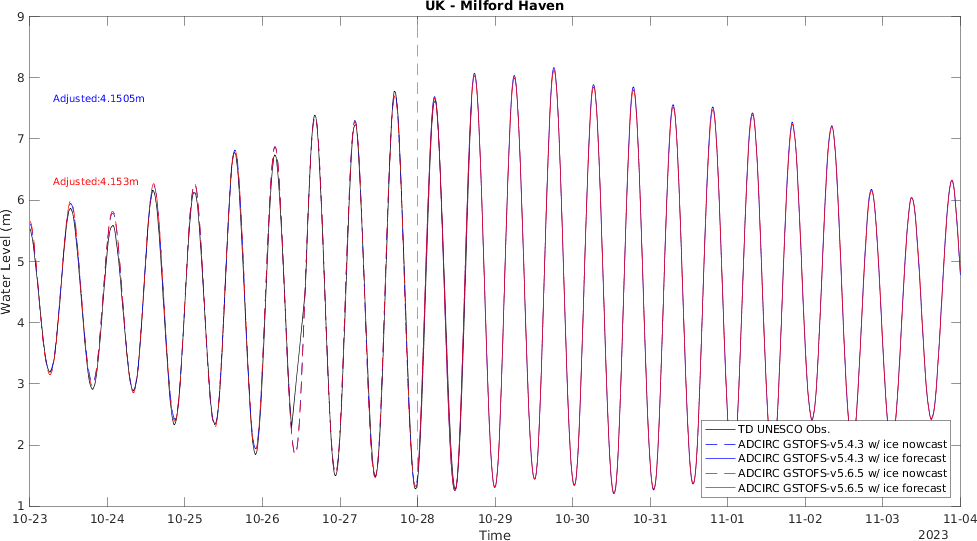 UK - Milford Haven
9
8
7
6
5
4
3
2
1
Water Level (m)
Adjusted:4.1505m
Adjusted:4.153m
TD UNESCO Obs.
ADCIRC GSTOFS-v5.4.3 w/ ice nowcast
ADCIRC GSTOFS-v5.4.3 w/ ice forecast
ADCIRC GSTOFS-v5.6.5 w/ ice nowcast
ADCIRC GSTOFS-v5.6.5 w/ ice forecast
10-23 10-24 10-25 10-26 10-27 10-28 10-29 10-30 10-31 11-01 11-02 11-03 11-04
Time
2023